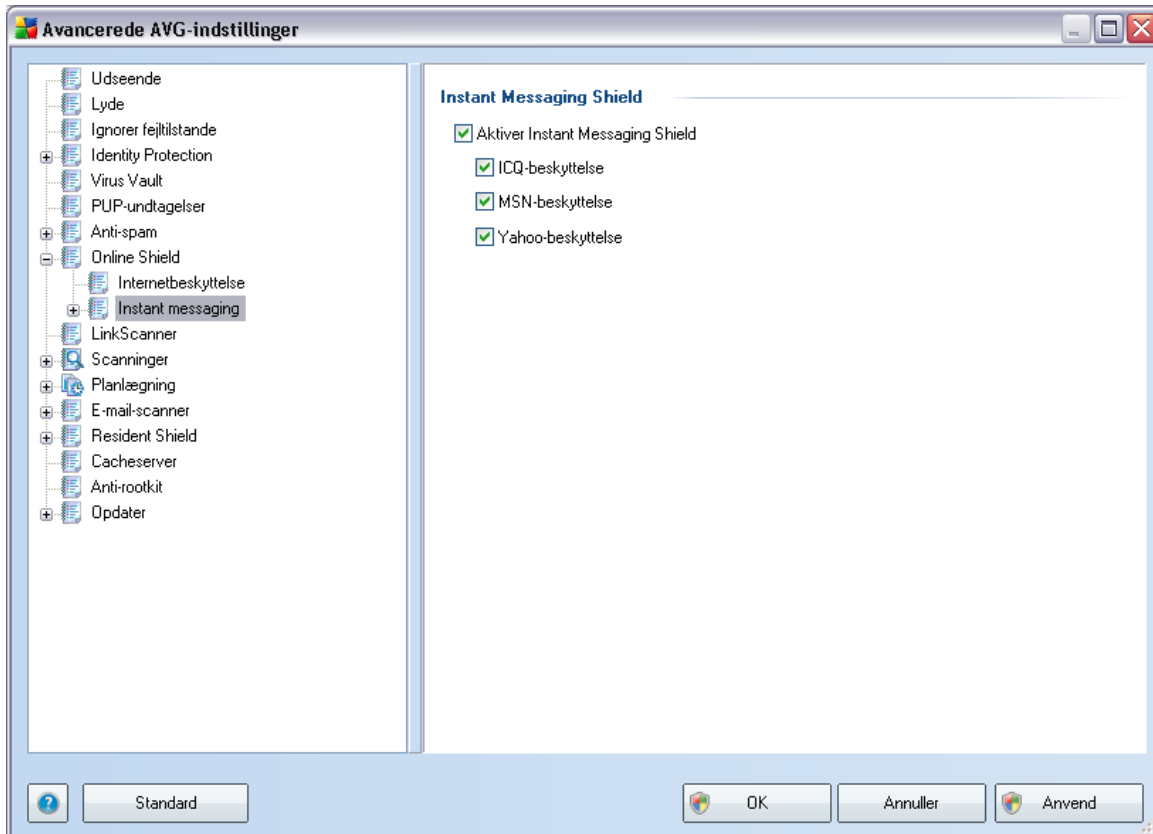 Avancerede AVG-indstillinger
Udseende
Lyde
Ignorer fejltilstande
Identity Protection
Virus Vault
PUP-undtagelser
Anti-spam
Online Shield
Internetbeskyttelse
Instant messaging
LinkScanner
Scanninger
Planlægning
E-mail-scanner
Resident Shield
Cacheserver
Anti-rootkit
Opdater
Instant Messaging Shield
Aktiver Instant Messaging Shield
ICQ-beskyttelse
MSN-beskyttelse
Yahoo-beskyttelse
Standard
OK
Annuller
Anvend